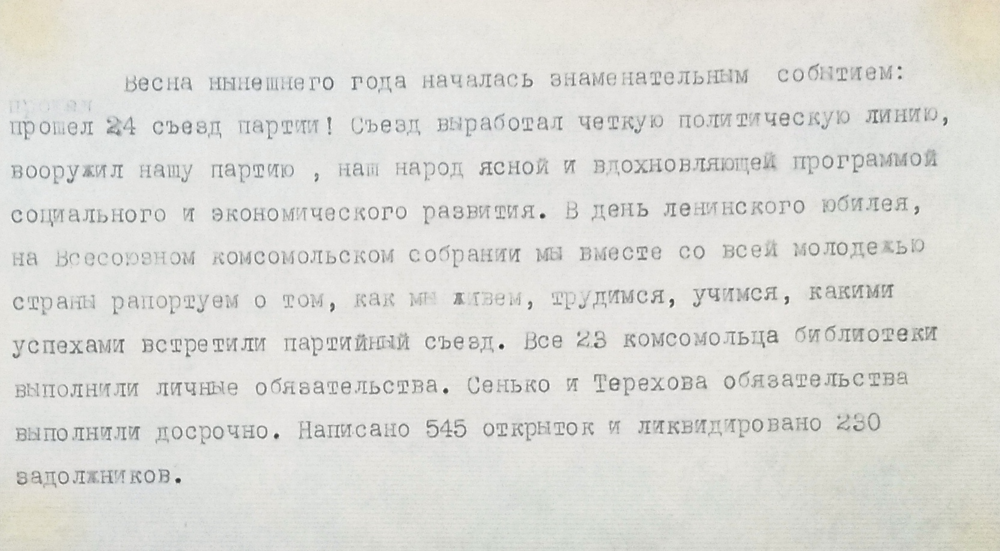 Весна нынешнего года началась знаменательным событием:
прошел 24 съезд партии! Съезд выработал четкую политическую линию,
вооружил нашу партию , наш народ ясной и вдохновляющей программой
социального и экономического развития. В день ленинского юбилея,
на Всесоюзном комсомольском собрании мы вместе со всей молодежью
страны рапортуем о том, как мы живем, трудимся, учимся, какими
успехами встретили партийный съезд. Все 23 комсомольца библиотеки
выполнили личные обязательства. Сенько и Терехова обязательства
выполнили досрочно. Написано 545 открыток и ликвидировано 230
задолжников.